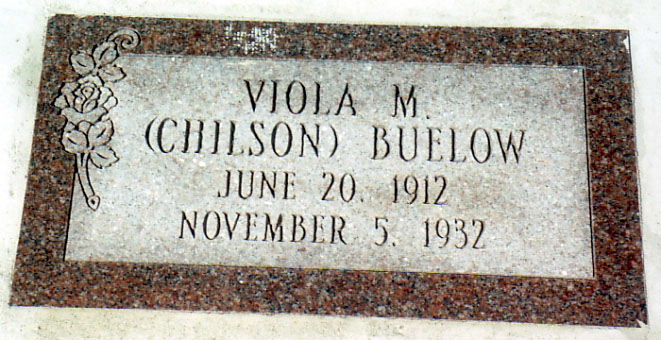 VIOLA M.
(CHILSON) BUELOW
JUNE 20, 1912
NOVEMBER 5, 1932